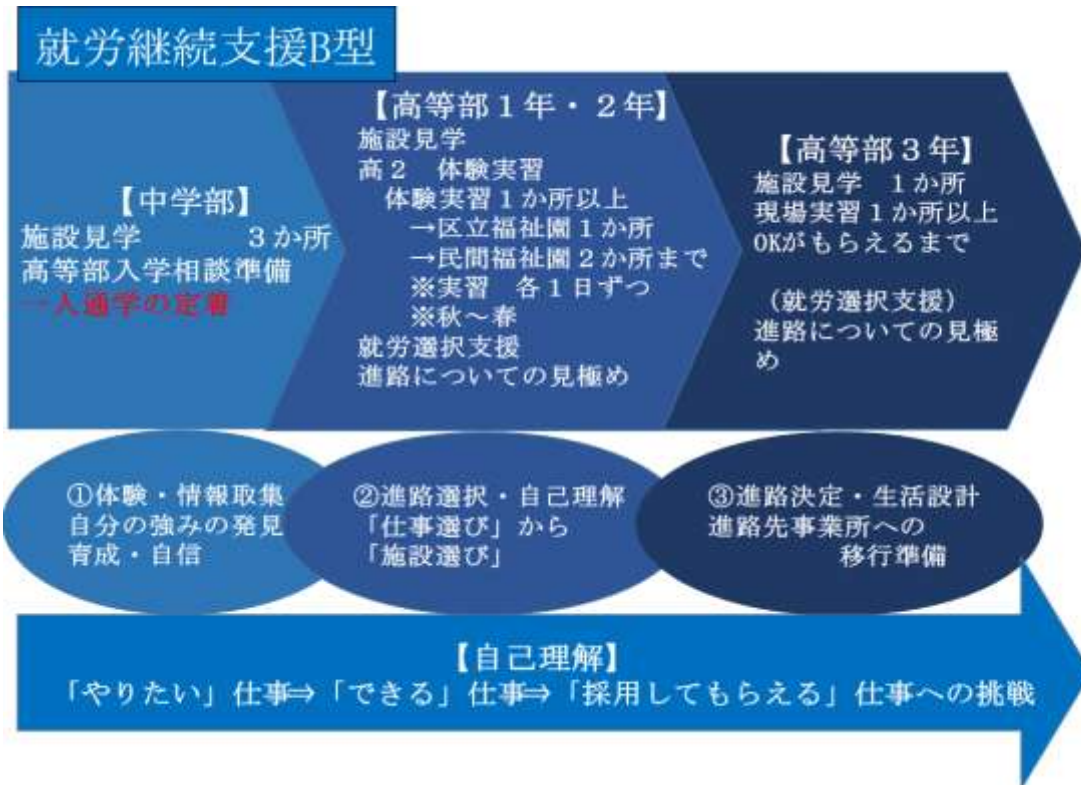 就労継続支援B型
【中学部】
施設見学　　　　３か所
高等部入学相談準備
→一人通学の定着
【高等部１年・２年】
施設見学
高２　体験実習
体験実習１か所以上
→区立福祉園１か所
→民間福祉園２か所まで
※実習　各１日ずつ
※秋～春
就労選択支援
進路についての見極め
【高等部３年】
施設見学　１か所
現場実習１か所以上
OKがもらえるまで
（就労選択支援）
進路についての見極
め
①体験・情報取集
自分の強みの発見
育成・自信
②進路選択・自己理解
「仕事選び」から
「施設選び」
③進路決定・生活設計
進路先事業所への
移行準備
【自己理解】
「やりたい」仕事⇒「できる」仕事⇒「採用してもらえる」仕事への挑戦